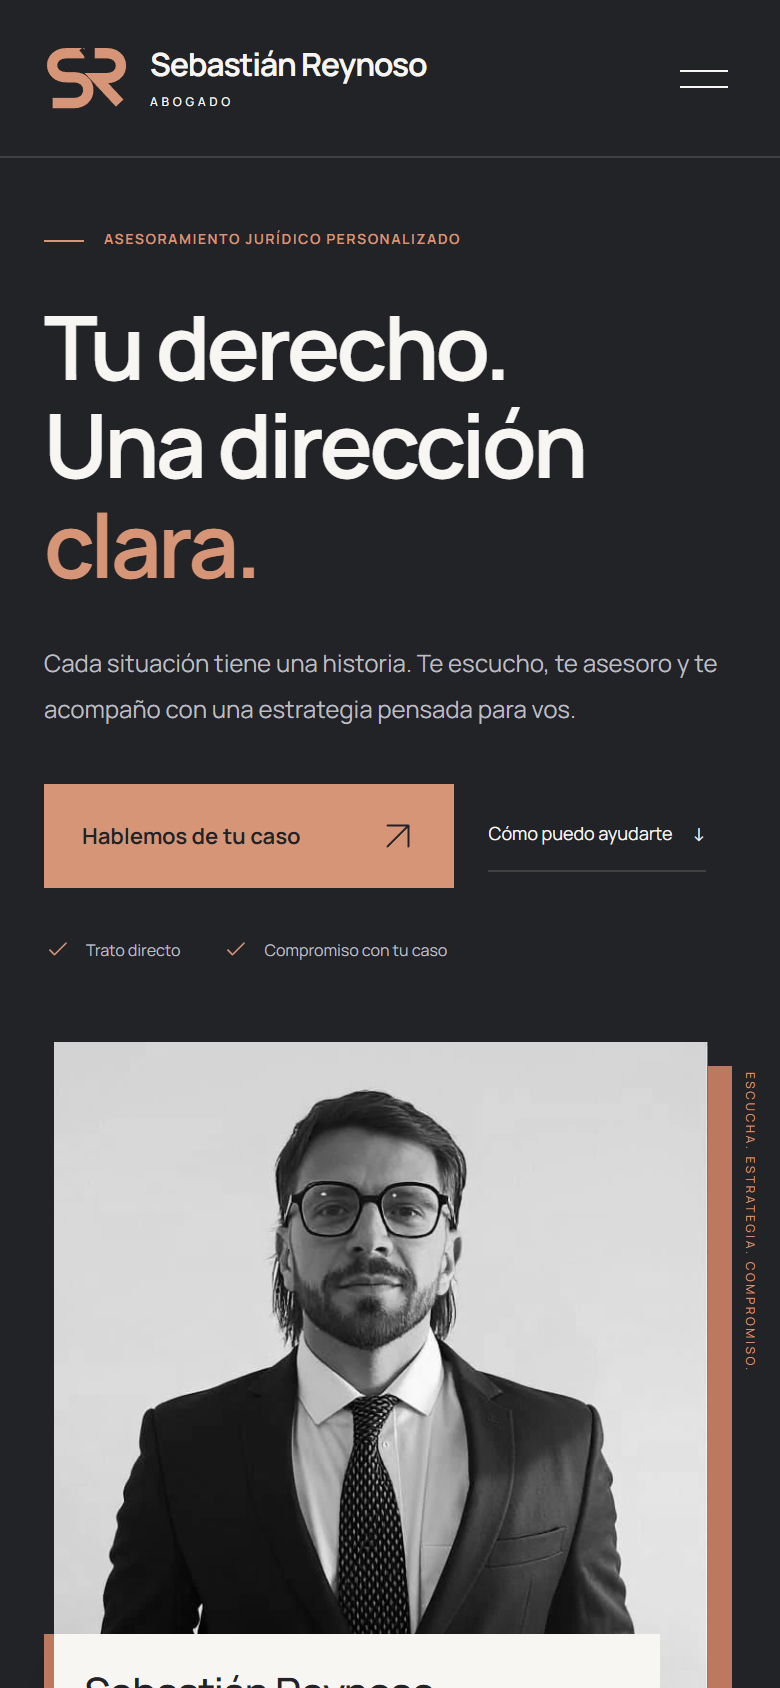 SR
Sebastián Reynoso
ABOGADO
ASESORAMIENTO JURÍDICO PERSONALIZADO
Tu derecho.
Una dirección
clara.
Cada situación tiene una historia. Te escucho, te asesoro y te
acompaño con una estrategia pensada para vos.
Hablemos de tu caso
Cómo puedo ayudarte ↓
Trato directo
Compromiso con tu caso
ESCUCHA. ESTRATEGIA. COMPROMISO.
Sebastián Reynoso